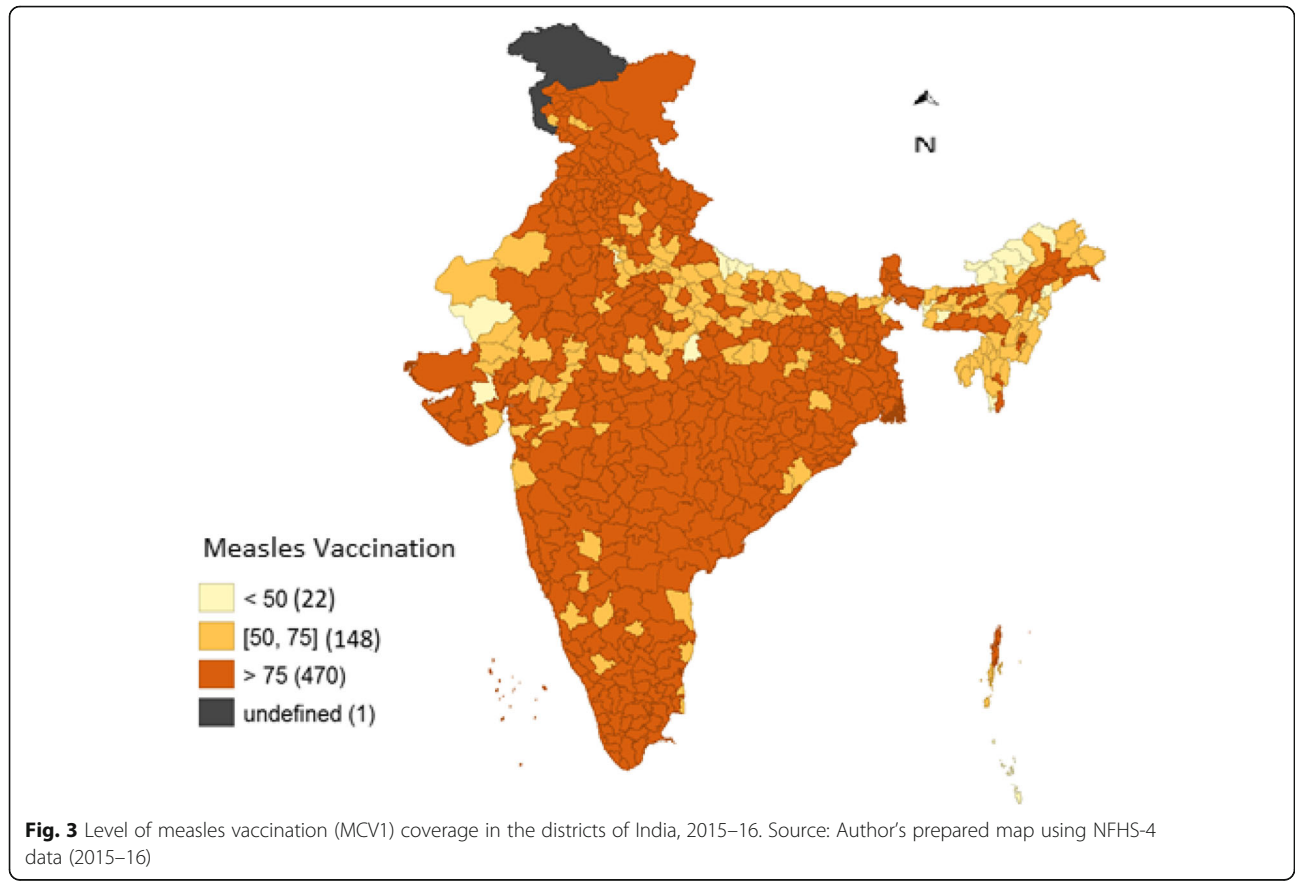 N
Measles Vaccination
< 50 (22)
[50, 75] (148)
> 75 (470)
undefined (1)
Fig. 3 Level of measles vaccination (MCV1) coverage in the districts of India, 2015–16. Source: Author's prepared map using NFHS-4
data (2015–16)